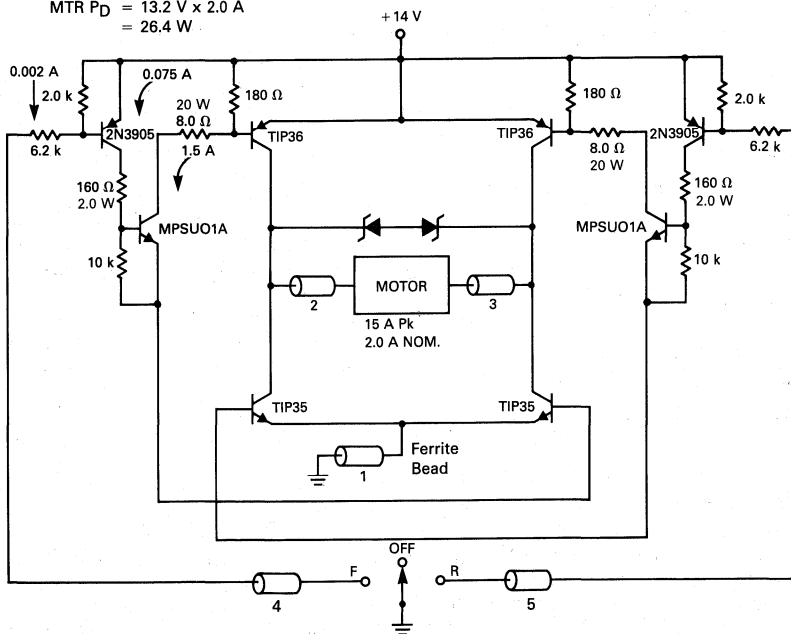 MTR PD = 13.2 V x 2.0 A
= 26.4 W
+14 V
0.002 A
2.0 k
0.075 A
20 W
8.0 Ω
180 Ω
180 Ω
2.0 k
6.2 k
2N3905
1.5 A
TIP36
TIP36
8.0 Ω
20 W
2N3905
6.2 k
160 Ω
2.0 W
160 Ω
2.0 W
MPSUO1A
MPSUO1A
10 k
10 k
2
MOTOR
3
15 A Pk
2.0 A NOM.
TIP35
TIP35
Ferrite
Bead
1
OFF
F
R
4
5